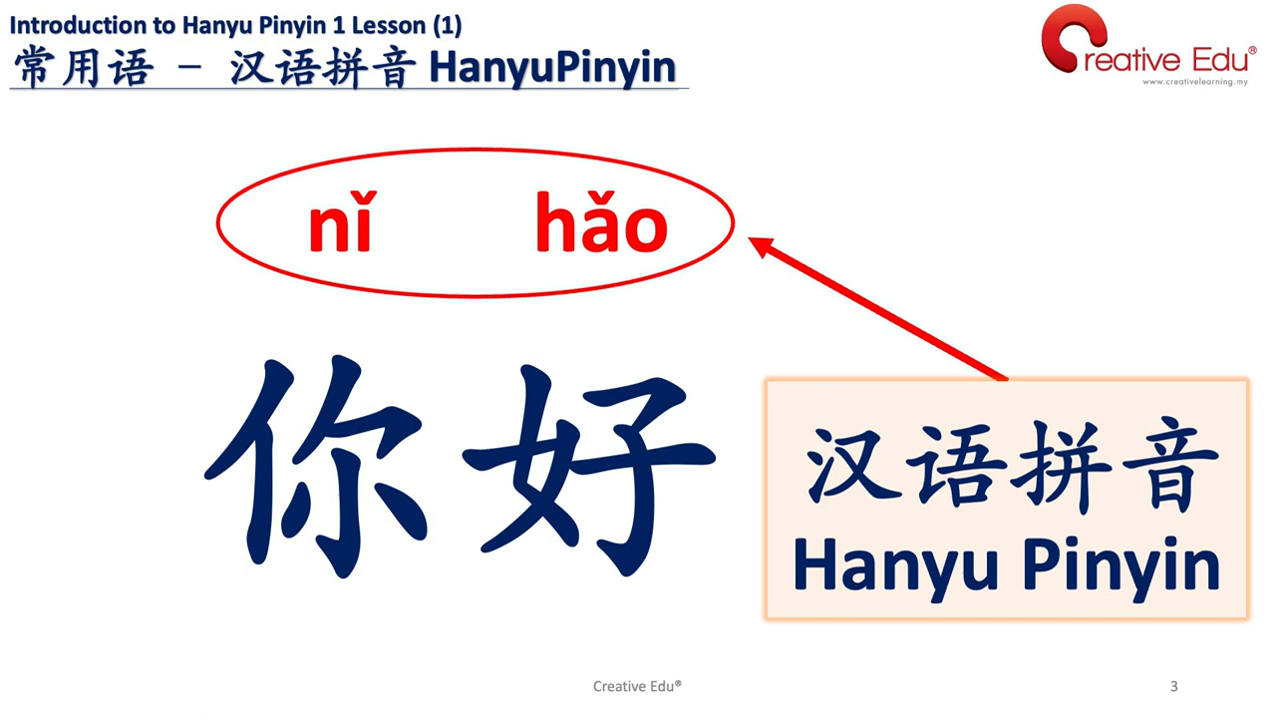 Introduction to Hanyu Pinyin 1 Lesson (1)
常用语 - 汉语拼音 HanyuPinyin
Creative Edu®
www.creativelearning.my
nǐ hǎo
你好
汉语拼音
Hanyu Pinyin
Creative Edu®
3